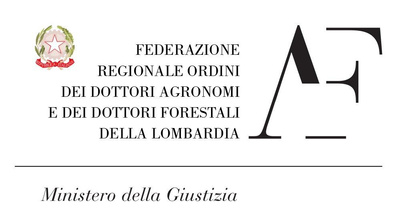 FEDERAZIONE
REGIONALE ORDINI
DEI DOTTORI AGRONOMI
E DEI DOTTORI FORESTALI
DELLA LOMBARDIA
AF
Ministero della Giustizia